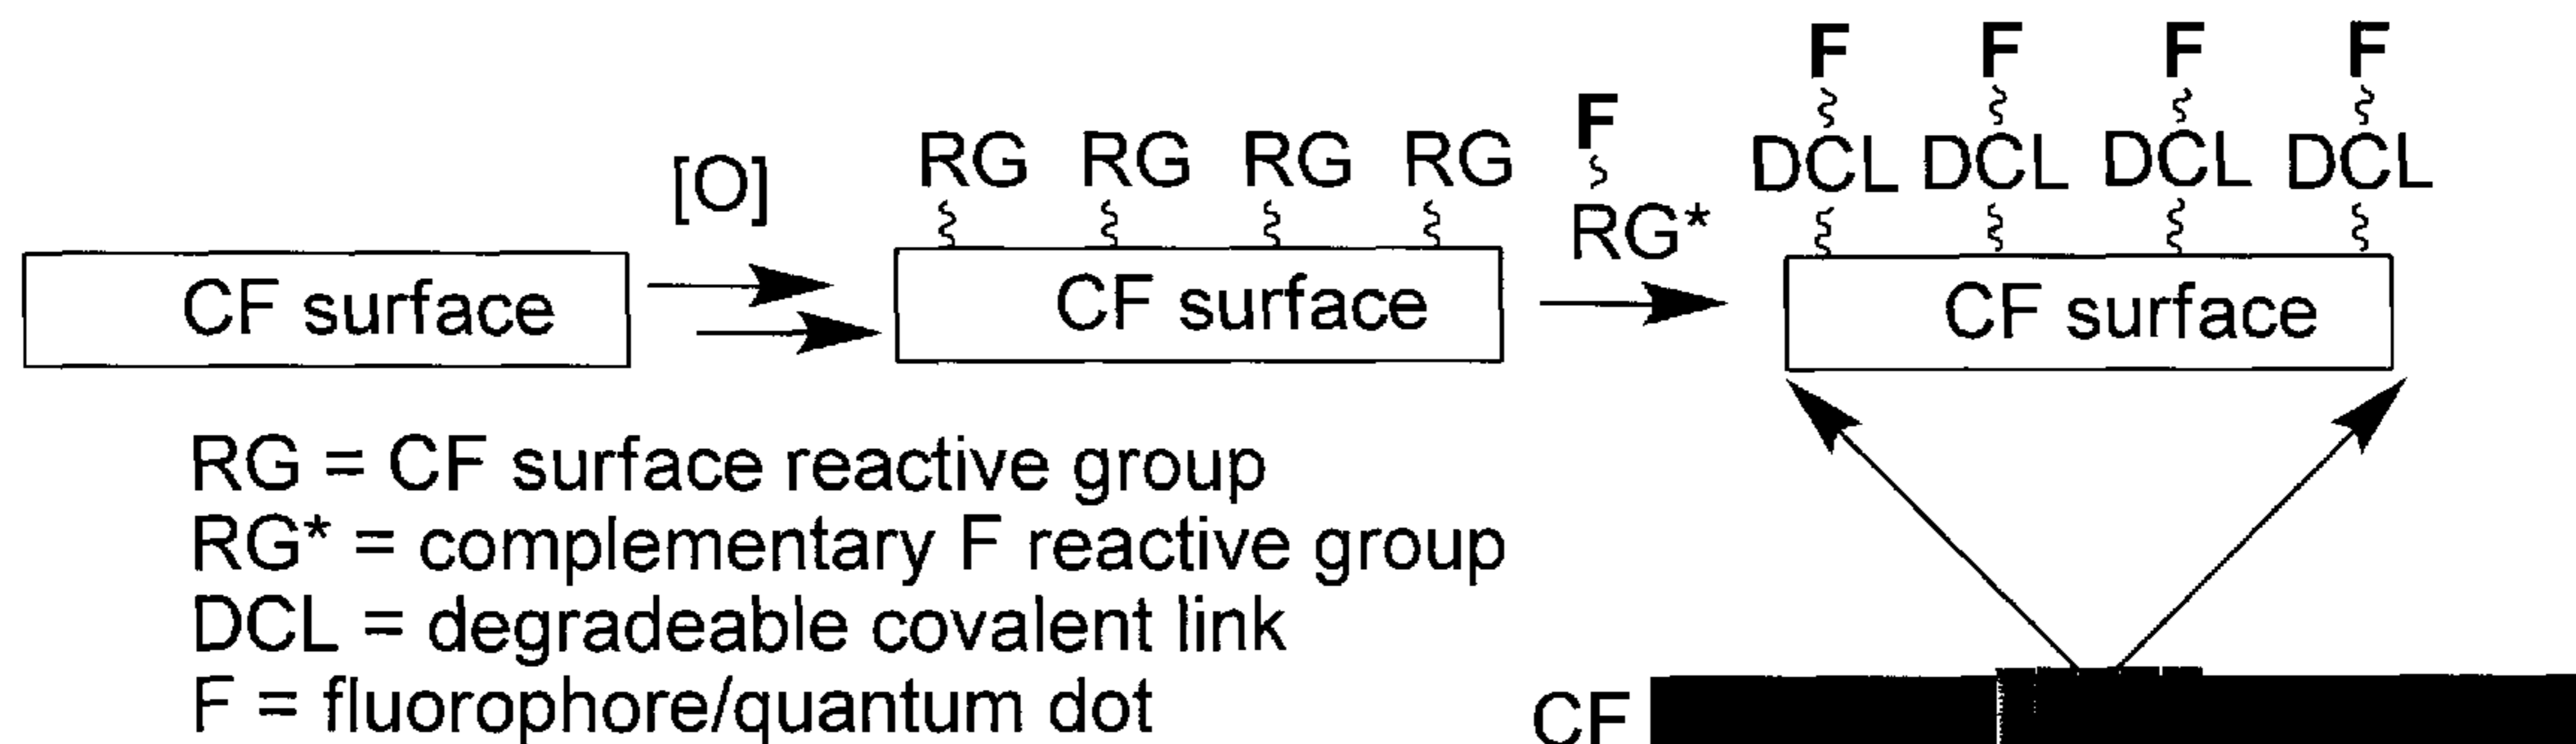 F F F F
F
[O] RG RG RG RG DCL DCL DCL DCL
RG*
CF surface CF surface CF surface
RG = CF surface reactive group
RG* = complementary F reactive group
DCL = degradeable covalent link
F = fluorophore/quantum dot
CF